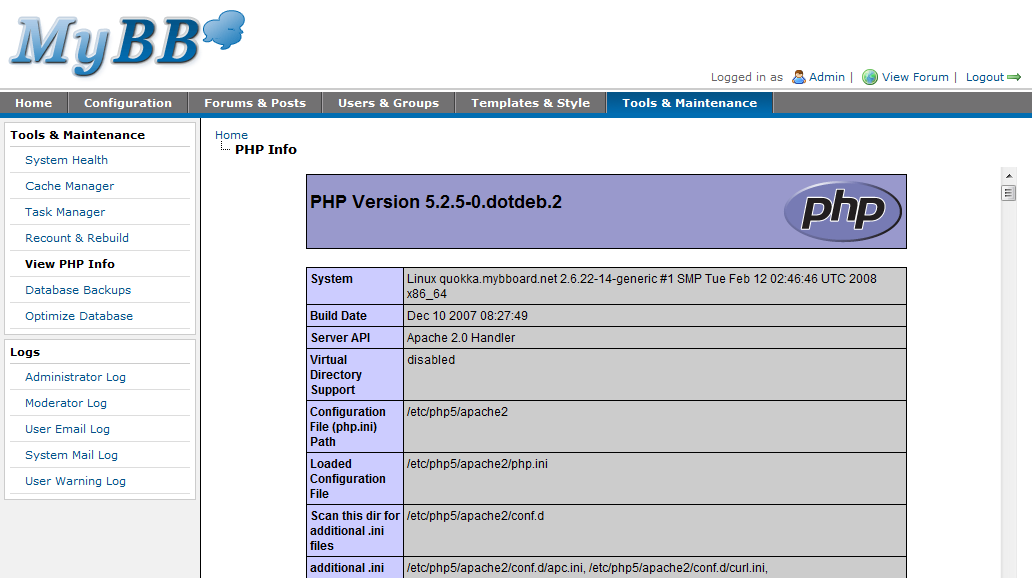 MyBB
Logged in as Admin | View Forum | Logout
Home Configuration Forums & Posts Users & Groups Templates & Style Tools & Maintenance
Tools & Maintenance
System Health
Cache Manager
Task Manager
Recount & Rebuild
View PHP Info
Database Backups
Optimize Database
Logs
Administrator Log
Moderator Log
User Email Log
System Mail Log
User Warning Log
Home
PHP Info
PHP Version 5.2.5-0.dotdeb.2
php
System Linux quokka.mybboard.net 2.6.22-14-generic #1 SMP Tue Feb 12 02:46:46 UTC 2008
x86_64
Build Date Dec 10 2007 08:27:49
Server API Apache 2.0 Handler
Virtual disabled
Directory
Support
Configuration /etc/php5/apache2
File (php.ini)
Path
Loaded /etc/php5/apache2/php.ini
Configuration
File
Scan this dir for /etc/php5/apache2/conf.d
additional .ini
files
additional .ini /etc/php5/apache2/conf.d/apc.ini, /etc/php5/apache2/conf.d/curl.ini,